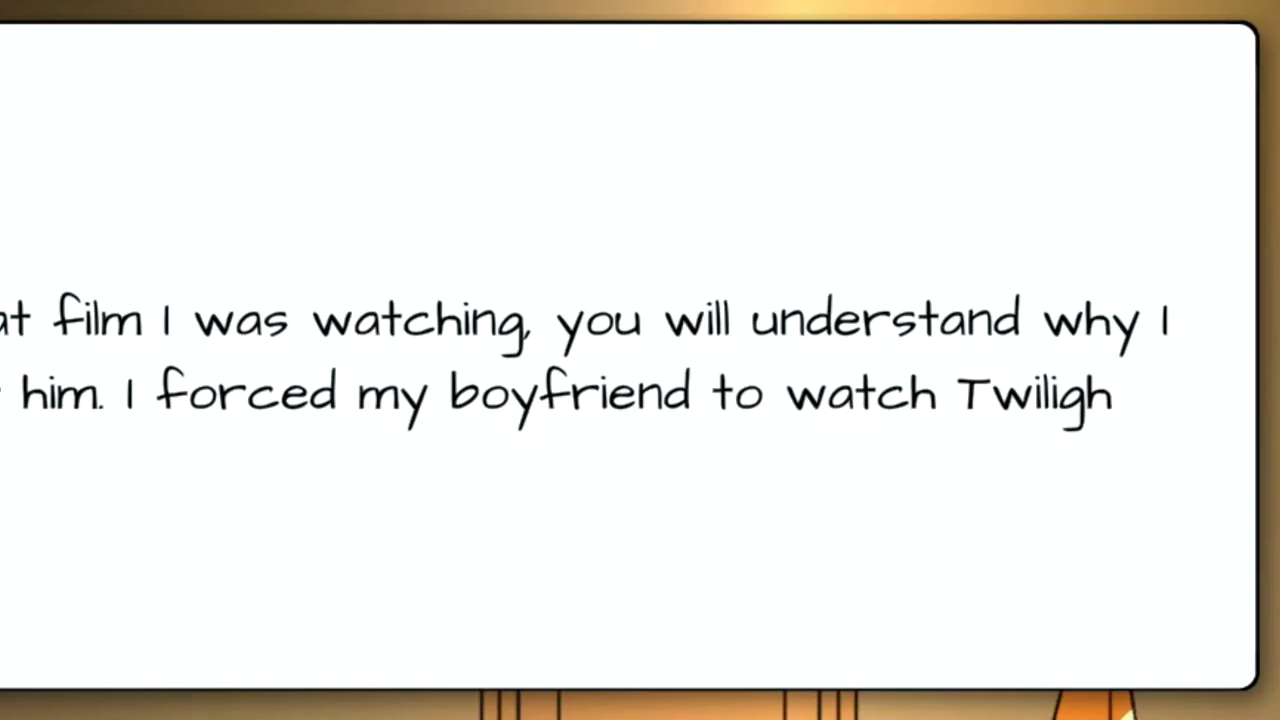 at film I was watching, you will understand why I
him. I forced my boyfriend to watch Twiligh